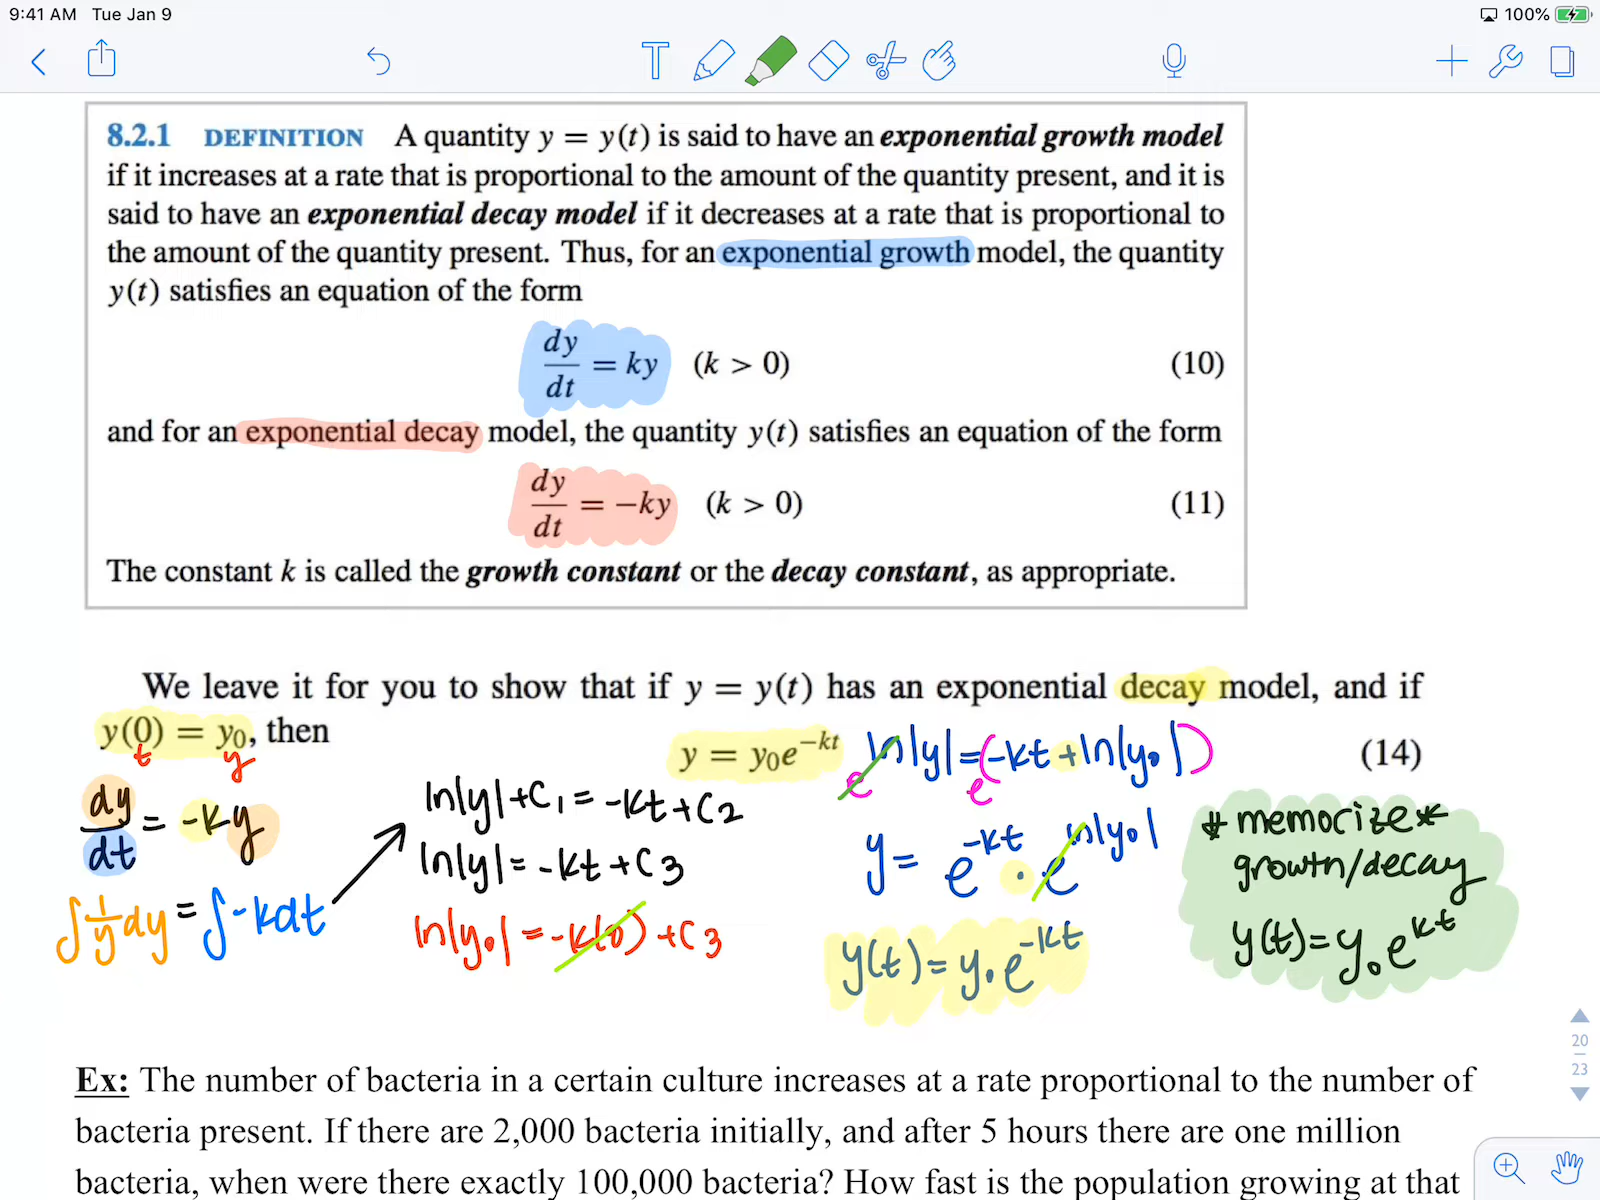 9:41 AM Tue Jan 9
100%
8.2.1 DEFINITION A quantity y = y(t) is said to have an exponential growth model
if it increases at a rate that is proportional to the amount of the quantity present, and it is
said to have an exponential decay model if it decreases at a rate that is proportional to
the amount of the quantity present. Thus, for an exponential growth model, the quantity
y(t) satisfies an equation of the form
dy/dt = ky (k > 0) (10)
and for an exponential decay model, the quantity y(t) satisfies an equation of the form
dy/dt = −ky (k > 0) (11)
The constant k is called the growth constant or the decay constant, as appropriate.
We leave it for you to show that if y = y(t) has an exponential decay model, and if
y(0) = y₀, then
t y
y = y₀e^(−kt) (14)
dy/dt = -ky
∫ 1/y dy = ∫ -k dt
ln|y| + C₁ = -kt + C₂
ln|y| = -kt + C3
ln|y₀| = -k(0) + C3
e^ln|y| = e^(-kt + ln|y₀|)
y = e^(-kt) · e^(ln|y₀|)
y(t) = y₀e^(-kt)
* memorize *
growth/decay
y(t) = y₀e^(kt)
20
23
Ex: The number of bacteria in a certain culture increases at a rate proportional to the number of
bacteria present. If there are 2,000 bacteria initially, and after 5 hours there are one million
bacteria, when were there exactly 100,000 bacteria? How fast is the population growing at that